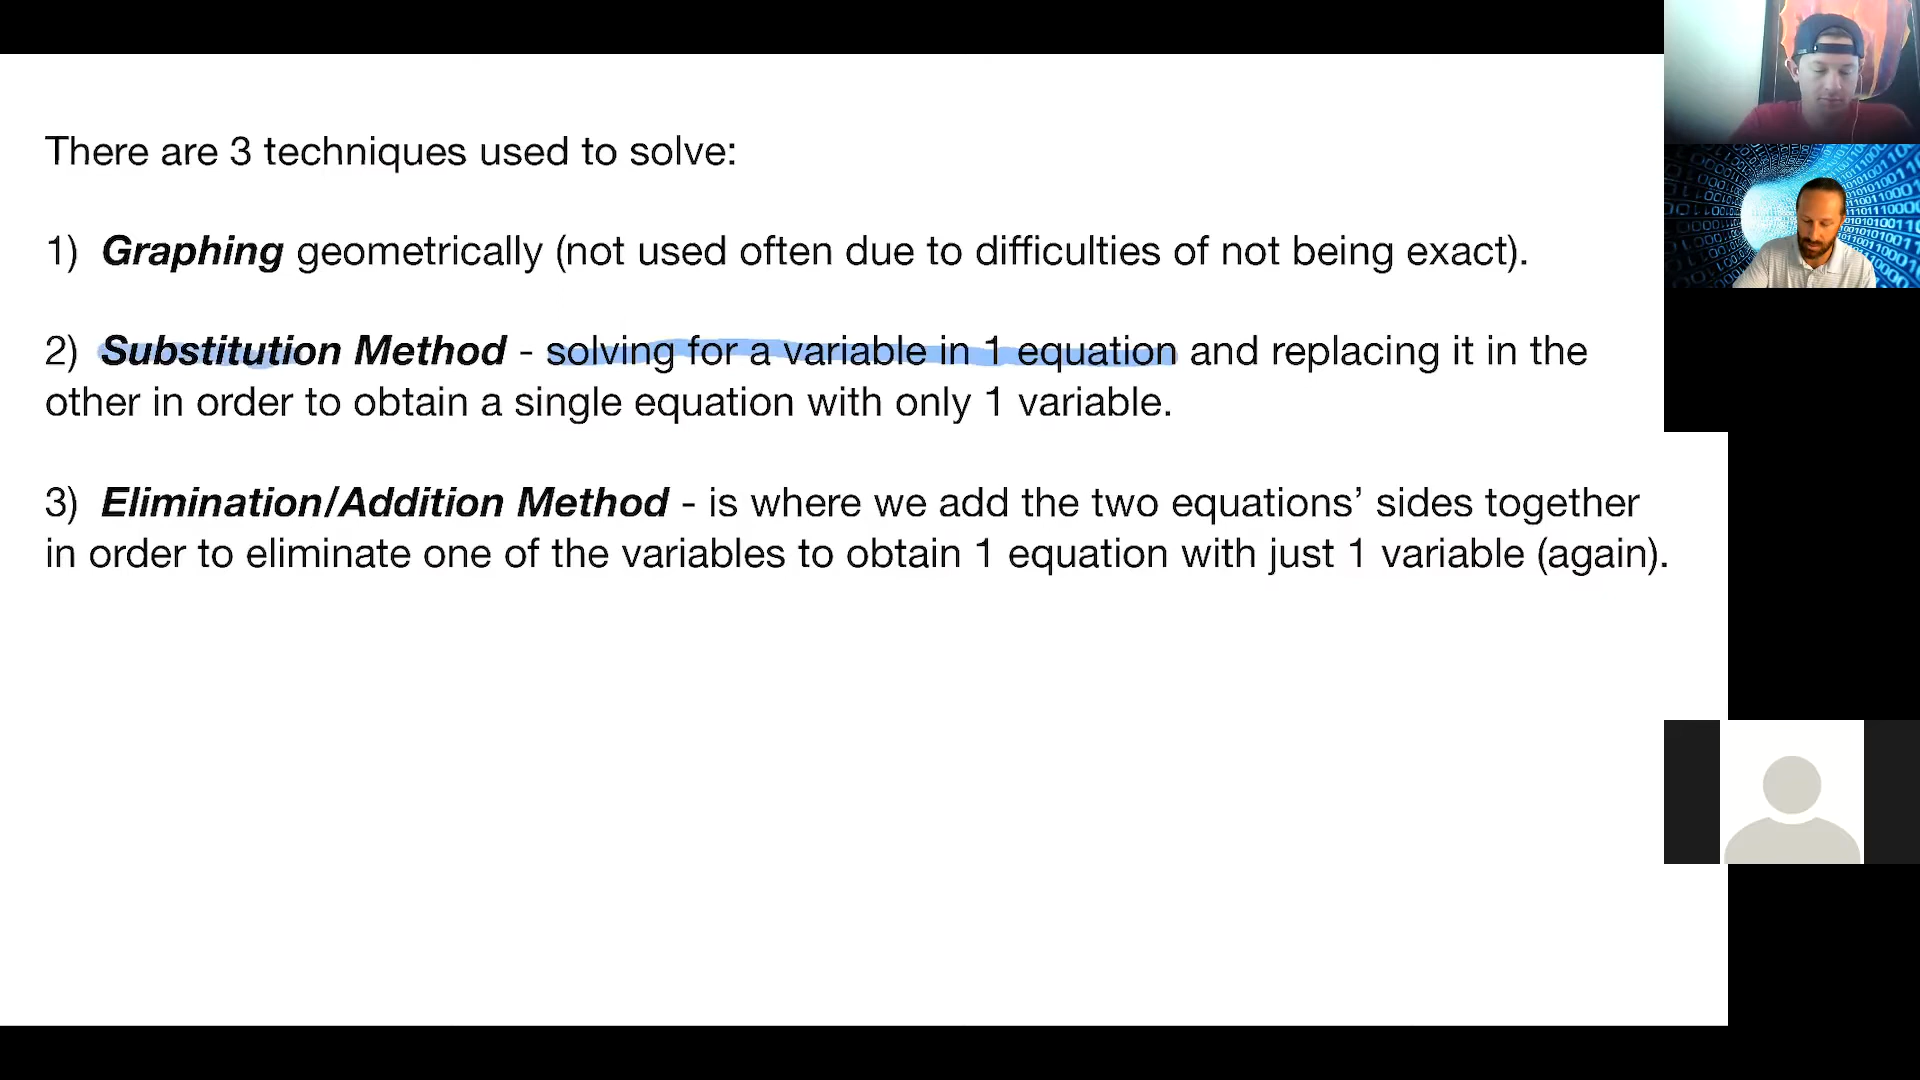 There are 3 techniques used to solve:
1) Graphing geometrically (not used often due to difficulties of not being exact).
2) Substitution Method - solving for a variable in 1 equation and replacing it in the
other in order to obtain a single equation with only 1 variable.
3) Elimination/Addition Method - is where we add the two equations’ sides together
in order to eliminate one of the variables to obtain 1 equation with just 1 variable (again).